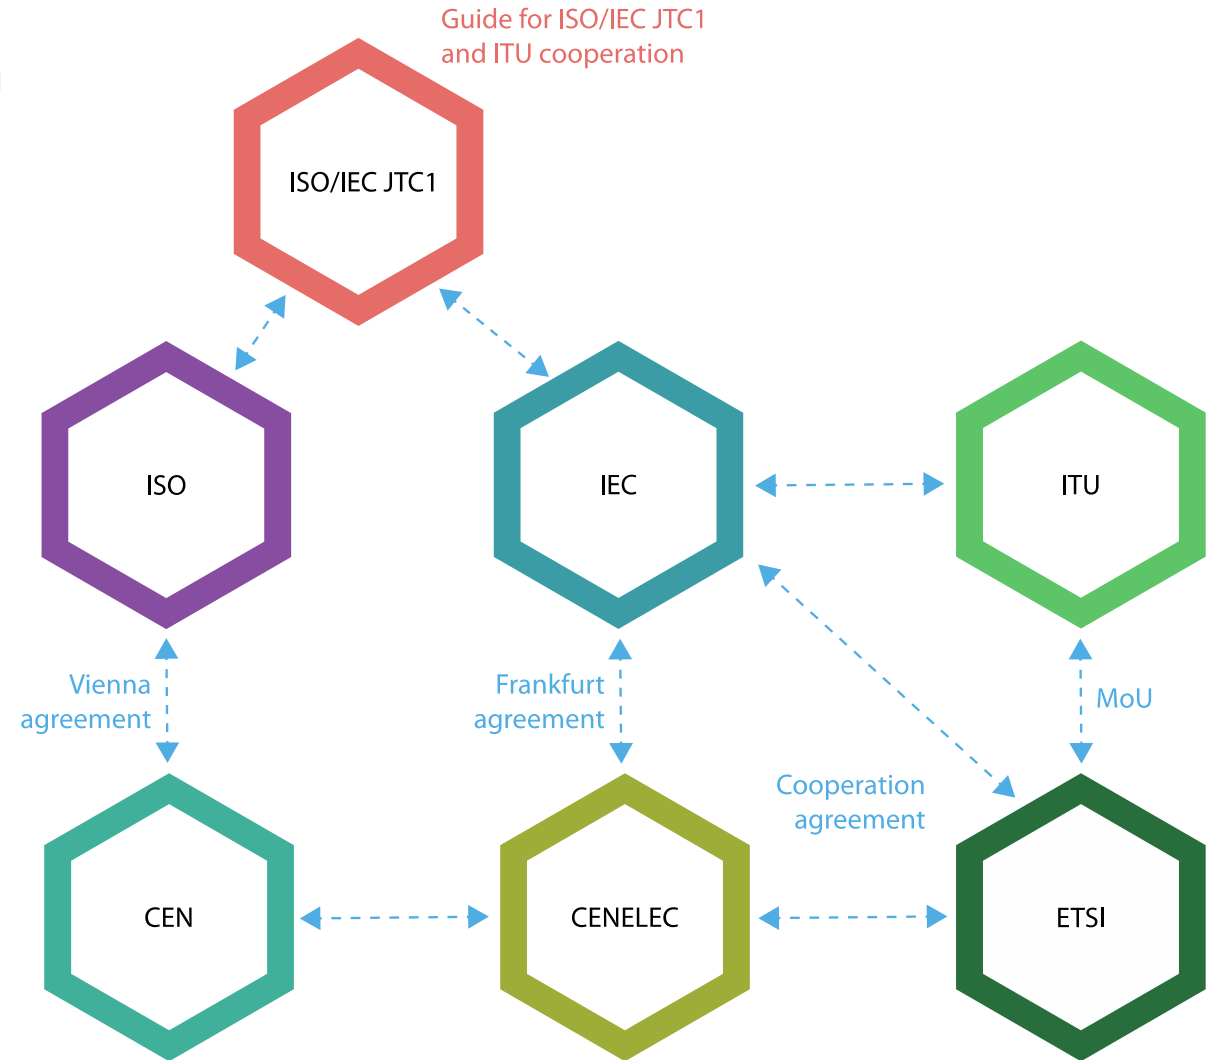 Guide for ISO/IEC JTC1
and ITU cooperation
ISO/IEC JTC1
ISO
IEC
ITU
Vienna
agreement
Frankfurt
agreement
MoU
Cooperation
agreement
CEN
CENELEC
ETSI